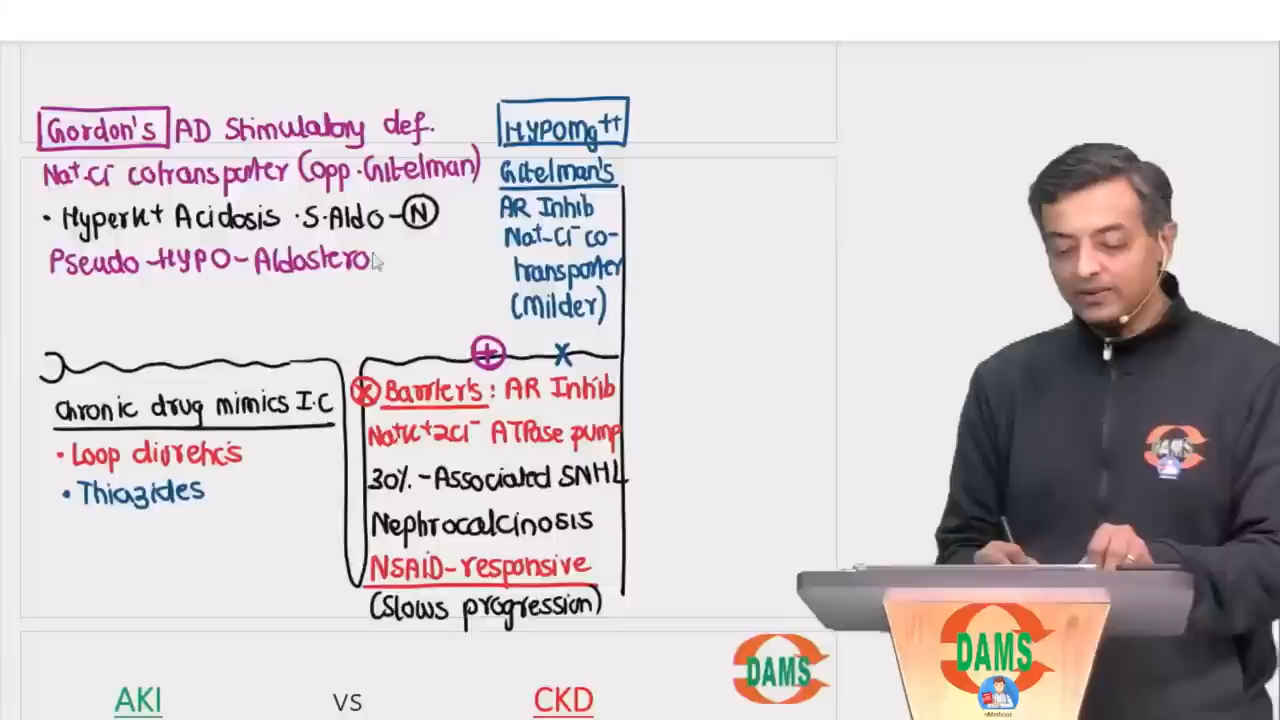 Gordon's AD Stimulatory def.
Na+Cl- cotransporter (opp. Gitelman)
• HyperK+ Acidosis • S.Aldo - N
Pseudo-HYPO-Aldostero
HYPOMg++
Gitelman's
AR Inhib
Na+-Cl- co-
transporter
(Milder)
+ x
Chronic drug mimics I.C
• Loop diuretics
• Thiazides
x Bartter's : AR Inhib
Na+K+2Cl- ATPase pump
30% - Associated SNHL
Nephrocalcinosis
NSAID-responsive
(Slows progression)
AKI vs CKD
DAMS
DAMS
DAMS
eMedicoz